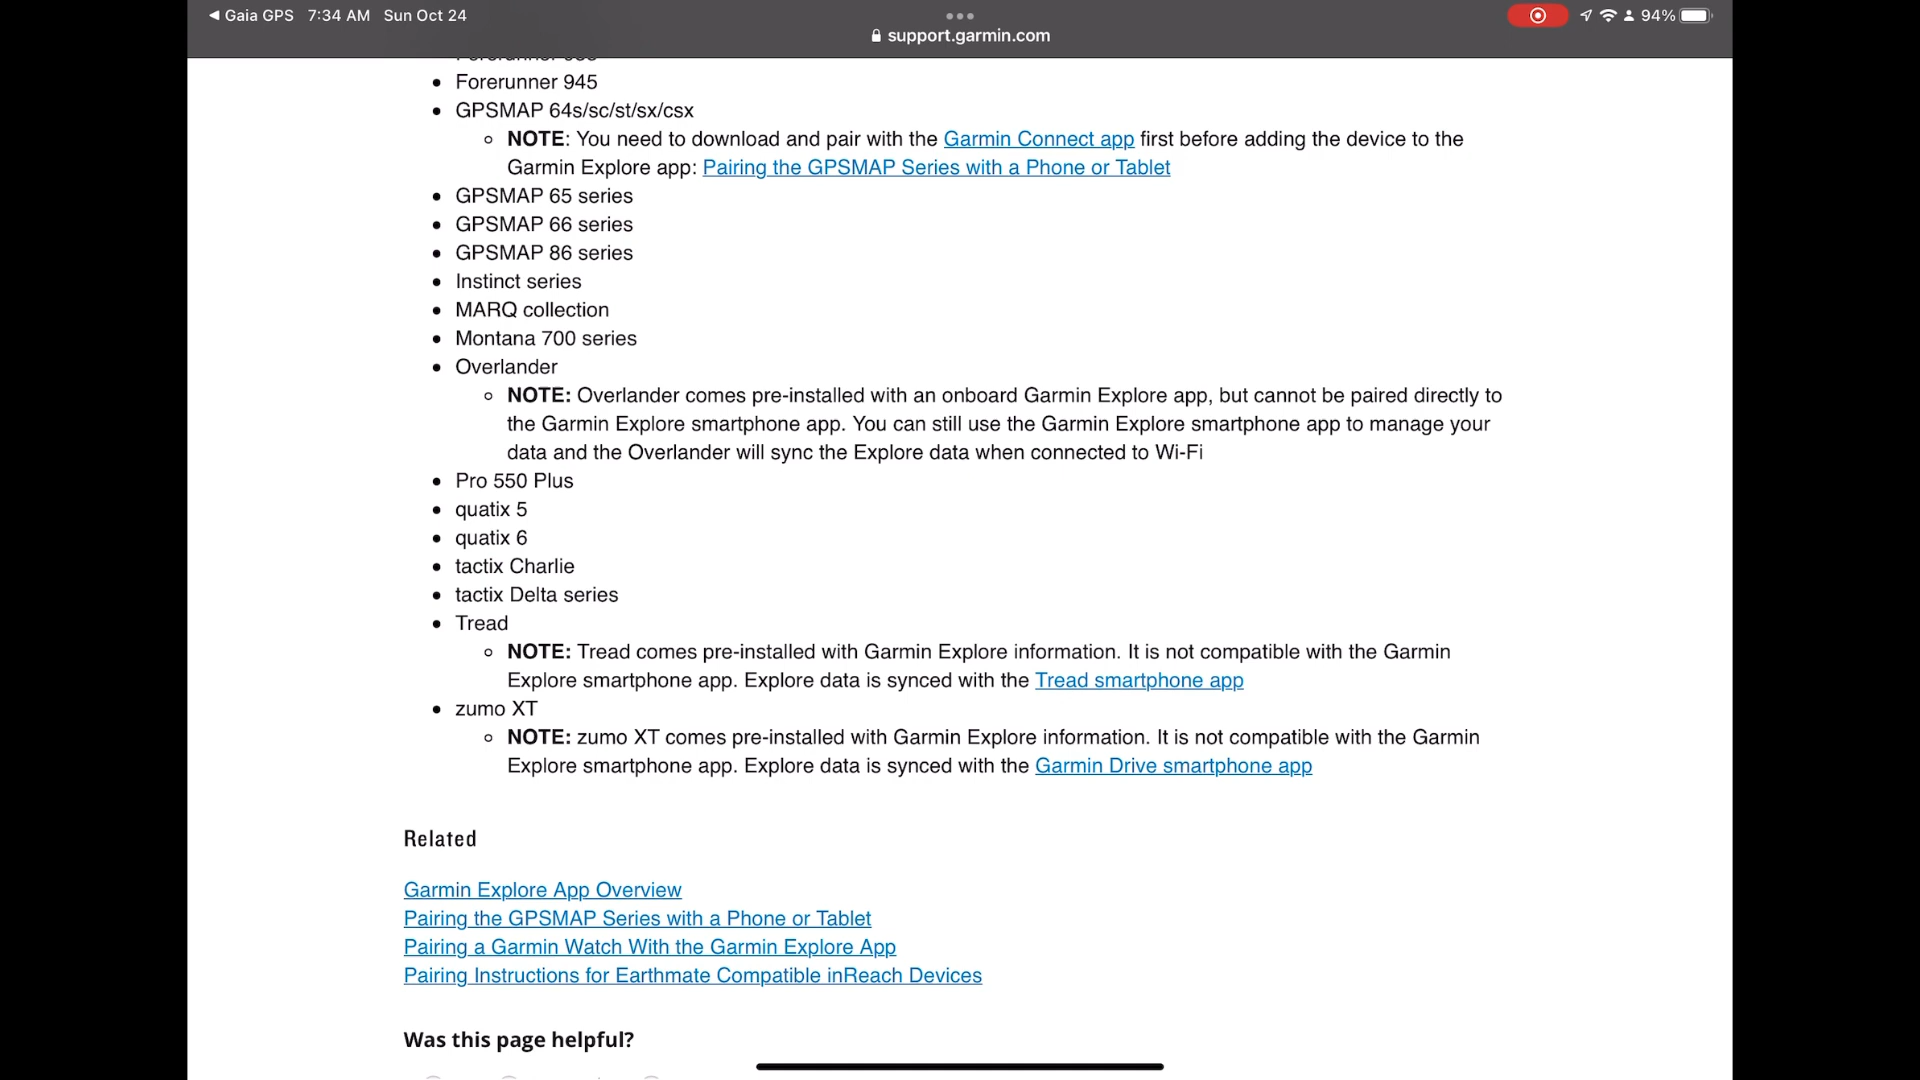 Gaia GPS 7:34 AM Sun Oct 24
94%
support.garmin.com
Forerunner 945
GPSMAP 64s/sc/st/sx/csx
NOTE: You need to download and pair with the Garmin Connect app first before adding the device to the
Garmin Explore app: Pairing the GPSMAP Series with a Phone or Tablet
GPSMAP 65 series
GPSMAP 66 series
GPSMAP 86 series
Instinct series
MARQ collection
Montana 700 series
Overlander
NOTE: Overlander comes pre-installed with an onboard Garmin Explore app, but cannot be paired directly to
the Garmin Explore smartphone app. You can still use the Garmin Explore smartphone app to manage your
data and the Overlander will sync the Explore data when connected to Wi-Fi
Pro 550 Plus
quatix 5
quatix 6
tactix Charlie
tactix Delta series
Tread
NOTE: Tread comes pre-installed with Garmin Explore information. It is not compatible with the Garmin
Explore smartphone app. Explore data is synced with the Tread smartphone app
zumo XT
NOTE: zumo XT comes pre-installed with Garmin Explore information. It is not compatible with the Garmin
Explore smartphone app. Explore data is synced with the Garmin Drive smartphone app
Related
Garmin Explore App Overview
Pairing the GPSMAP Series with a Phone or Tablet
Pairing a Garmin Watch With the Garmin Explore App
Pairing Instructions for Earthmate Compatible inReach Devices
Was this page helpful?